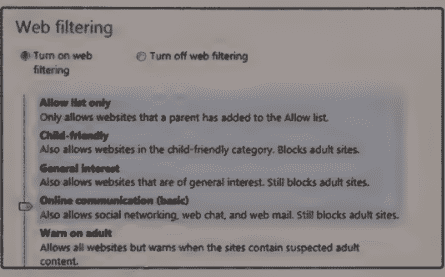 Web filtering
Turn on web Turn off web filtering
filtering
Allow list only
Only allows websites that a parent has added to the Allow list.
Child-friendly
Also allows websites in the child-friendly category. Blocks adult sites.
General interest
Also allows websites that are of general interest. Still blocks adult sites.
Online communication (basic)
Also allows social networking, web chat, and web mail. Still blocks adult sites.
Warn on adult
Allows all websites but warns when the sites contain suspected adult
content.